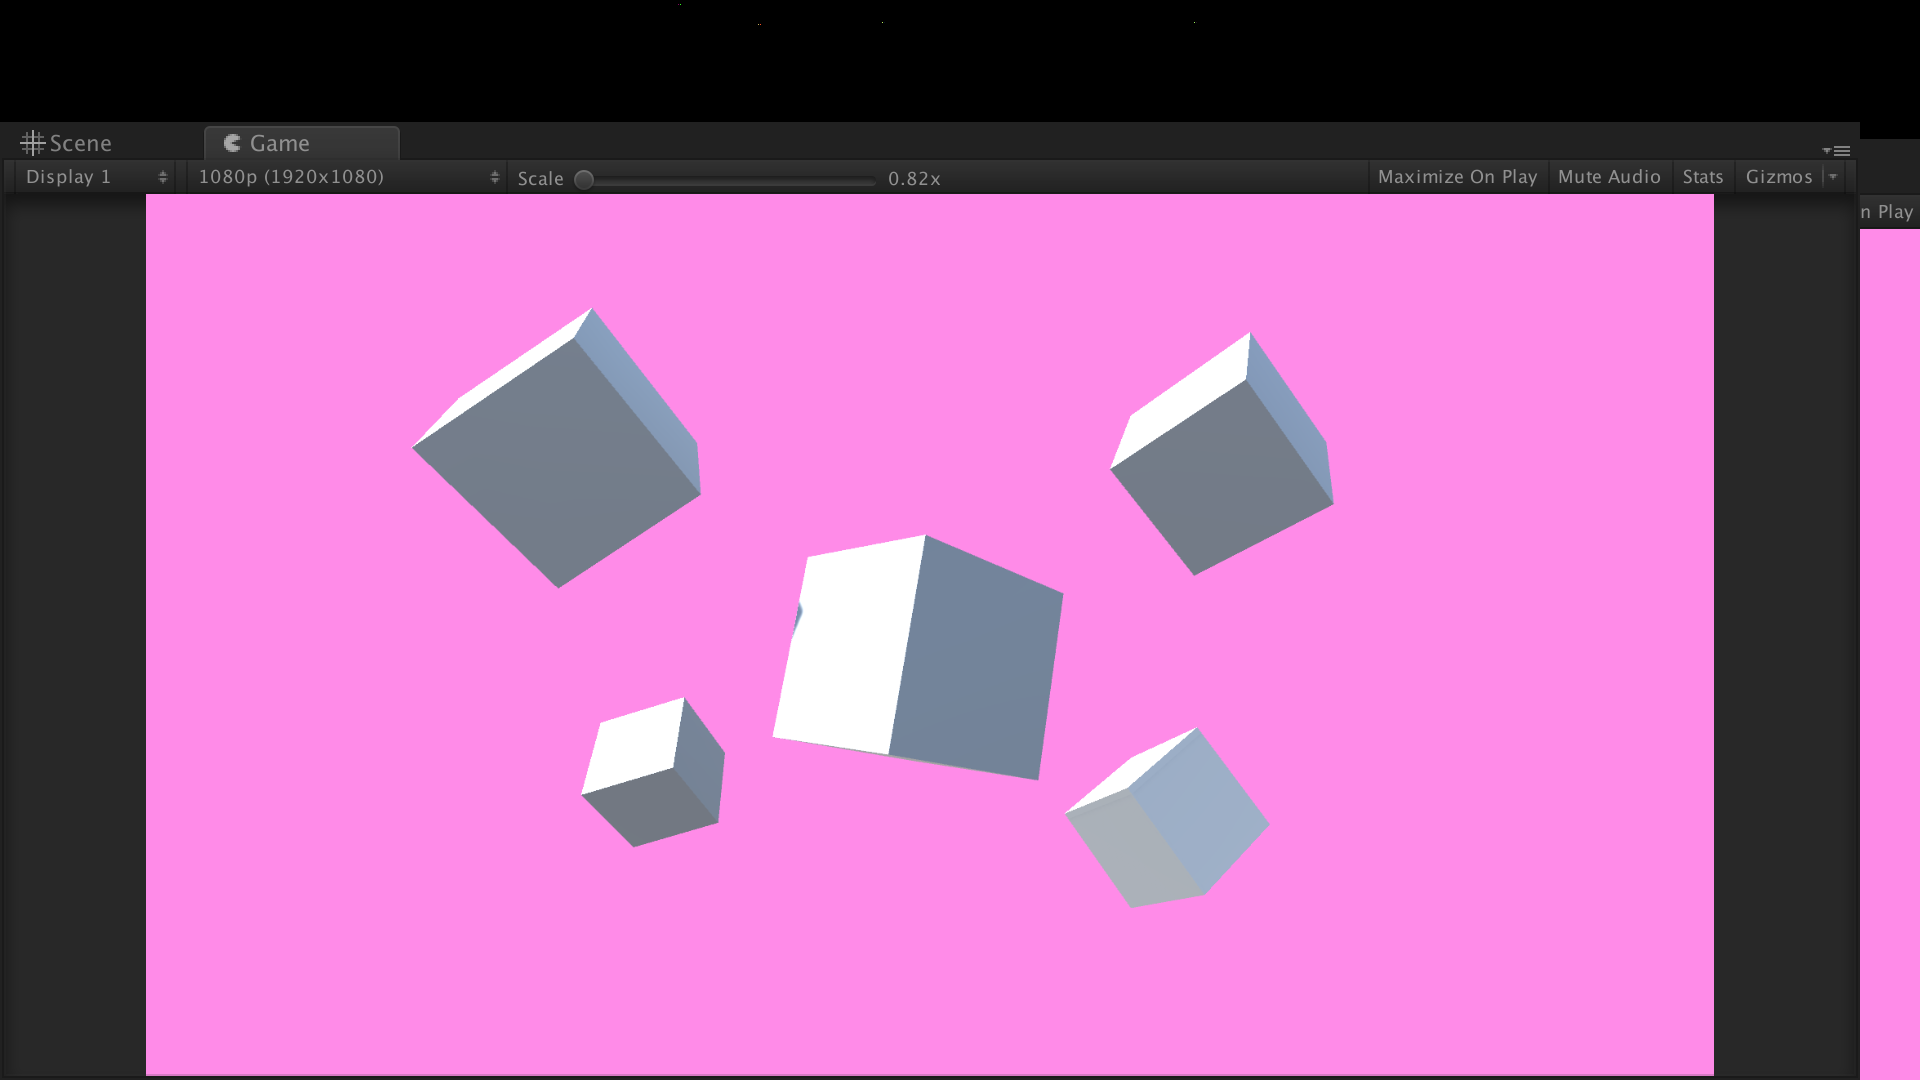 Scene Game
Display 1 1080p (1920x1080) Scale 0.82x Maximize On Play Mute Audio Stats Gizmos
n Play